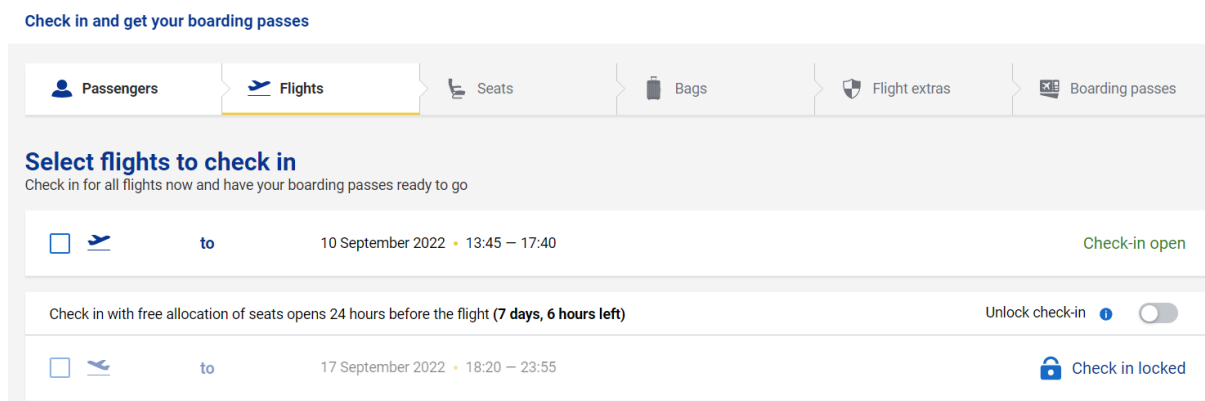 Check in and get your boarding passes
Passengers Flights Seats Bags Flight extras Boarding passes
Select flights to check in
Check in for all flights now and have your boarding passes ready to go
to 10 September 2022 • 13:45 — 17:40 Check-in open
Check in with free allocation of seats opens 24 hours before the flight (7 days, 6 hours left) Unlock check-in i
to 17 September 2022 • 18:20 — 23:55 Check in locked